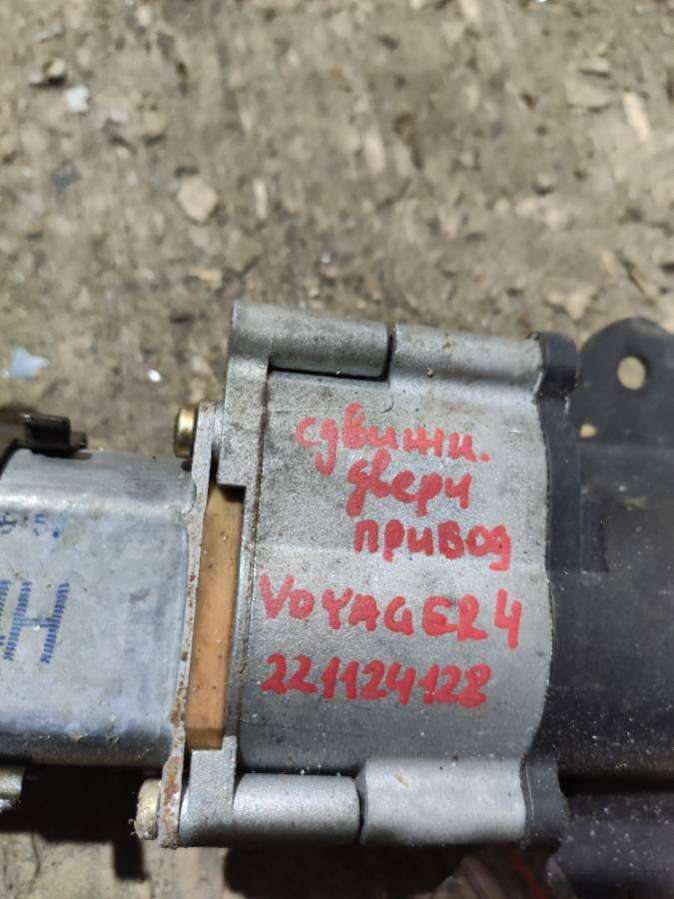 сдвижн.
двери
привод
VOYAGER 4
221124128